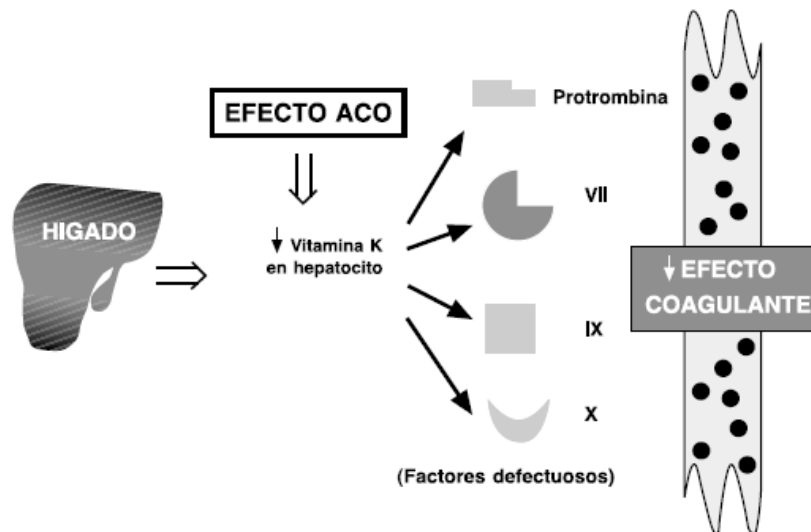 EFECTO ACO
HIGADO
↓ Vitamina K
en hepatocito
Protrombina
VII
IX
X
(Factores defectuosos)
↓ EFECTO
COAGULANTE